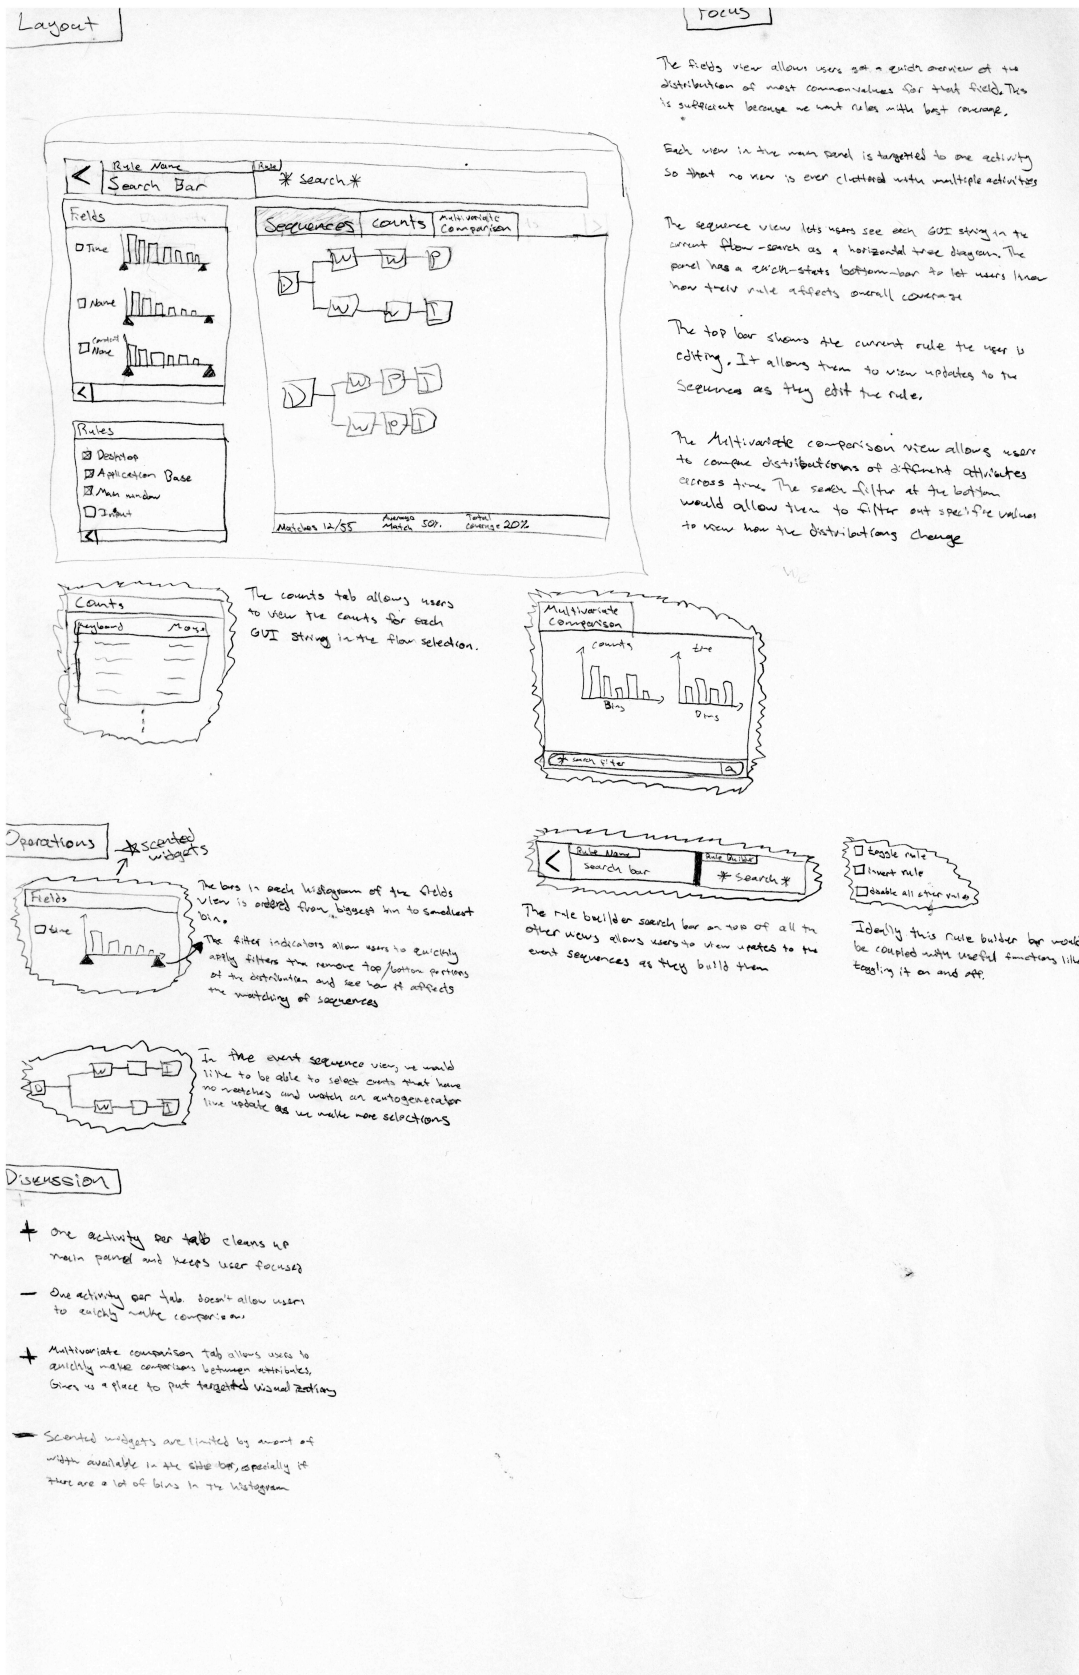 Layout
Rule Name
Search Bar
Rule
* Search *
Fields
Time
Name
Control
Name
Sequences
Counts
Multivariate
Comparison
D W W P
W W I
D W P I
W P I
Rules
Desktop
Application Base
Main window
Input
Matches 12/55
Average
Match 50%
Total
Coverage 20%
Focus
The fields view allows users get a quick overview of the
distribution of most common values for that field. This
is sufficient because we want rules with best coverage.
Each view in the main panel is targetted to one activity
so that no view is ever cluttered with multiple activities
The sequence view lets users see each GUI string in the
current flow-search as a horizontal tree diagram. The
panel has a quick-stats bottom-bar to let users know
how their rule affects overall coverage
The top bar shows the current rule the user is
editing. It allows them to view updates to the
sequences as they edit the rule.
The Multivariate comparison view allows users
to compare distributions of different attributes
across time. The search filter at the bottom
would allow them to filter out specific values
to view how the distributions change
Counts
Keyboard Mouse
The counts tab allows users
to view the counts for each
GUI string in the flow selection.
Multivariate
Comparison
counts
Bins
time
Bins
* search filter
Operations
* scented
widgets
Fields
time
The bars in each histogram of the fields
view is ordered from biggest bin to smallest
bin.
The filter indicators allow users to quickly
apply filters that remove top/bottom portions
of the distribution and see how it affects
the matching of sequences
Rule Name
search bar
Rule Builder
* search *
The rule builder search bar on top of all the
other views allows users to view upates to the
event sequences as they build them
toggle rule
invert rule
disable all other rules
Ideally this rule builder bar would
be coupled with useful functions like
toggling it on and off.
D W I
W I
In the event sequence view, we would
like to be able to select events that have
no matches and watch an autogenerator
live update as we make more selections
Discussion
+ One activity per tab cleans up
main panel and keeps user focused
- One activity per tab doesn't allow users
to quickly make comparisons
+ Multivariate comparison tab allows users to
quickly make comparisons between attributes.
Gives us a place to put targetted visualizations
- Scented widgets are limited by amount of
width available in the side bar, especially if
there are a lot of bins in the histogram